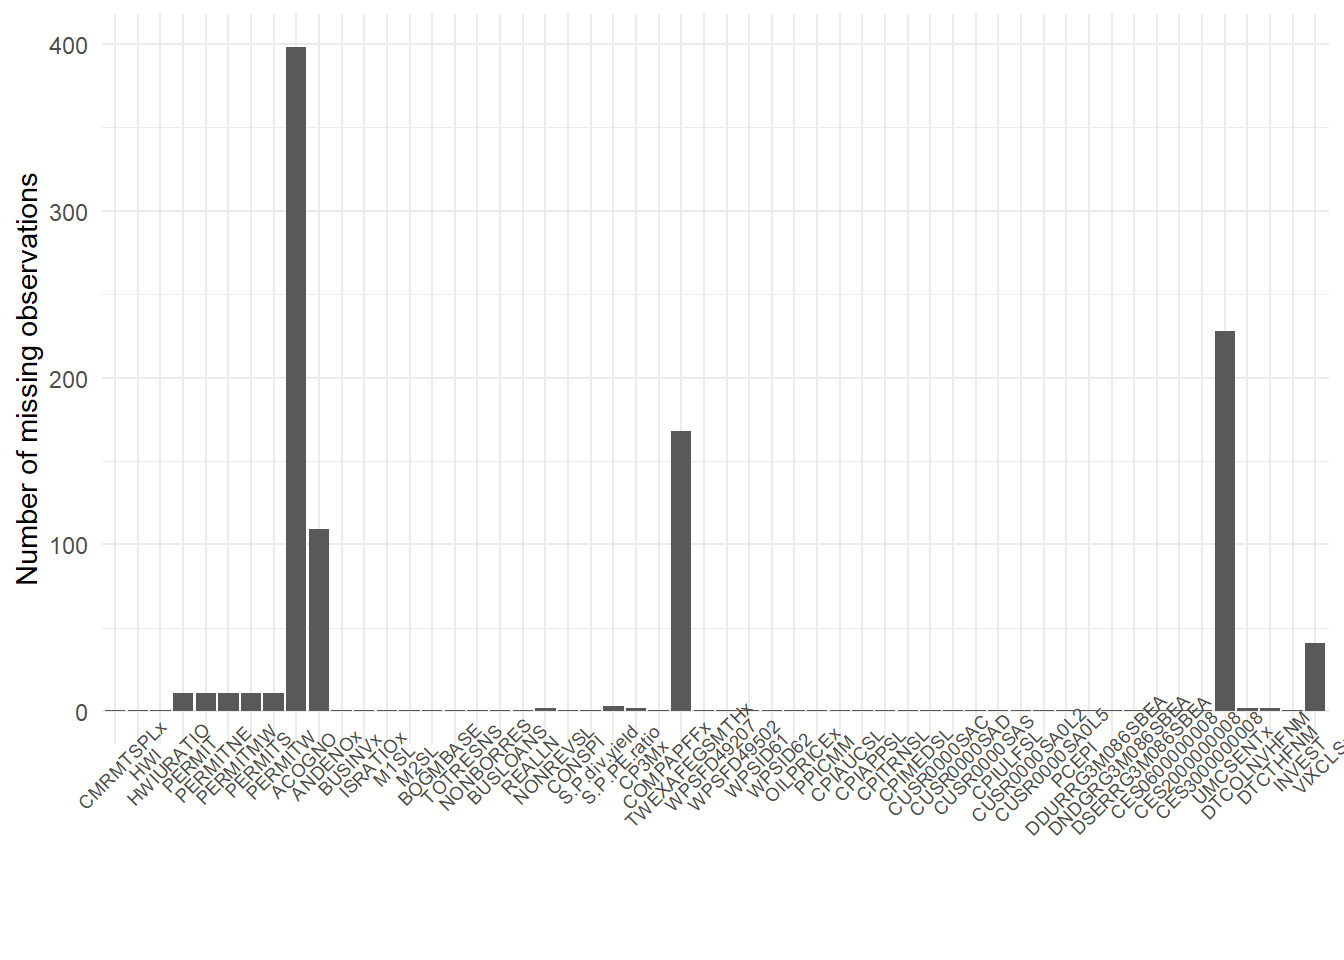 Number of missing observations
400
300
200
100
0
CMRMTSPLx
HWI
HWIURATIO
PERMIT
PERMITNE
PERMITMW
PERMITS
PERMITW
ACOGNO
ANDENOx
BUSINVx
ISRATIOx
M1SL
M2SL
BOGMBASE
TOTRESNS
NONBORRES
BUSLOANS
REALLN
NONREVSL
CONSPI
S.P.div.yield
S.P.PE.ratio
CP3Mx
COMPAPFFx
TWEXAFEGSMTHx
WPSFD49207
WPSFD49502
WPSID61
WPSID62
OILPRICEx
PPICMM
CPIAUCSL
CPIAPPSL
CPITRNSL
CPIMEDSL
CUSR0000SAC
CUSR0000SAD
CUSR0000SAS
CPIULFSL
CUSR0000SA0L2
CUSR0000SA0L5
PCEPI
DDURRG3M086SBEA
DNDGRG3M086SBEA
DSERRG3M086SBEA
CES0600000008
CES2000000008
CES3000000008
UMCSENTx
DTCOLNVHFNM
DTCTHFNM
INVEST
VIXCLS